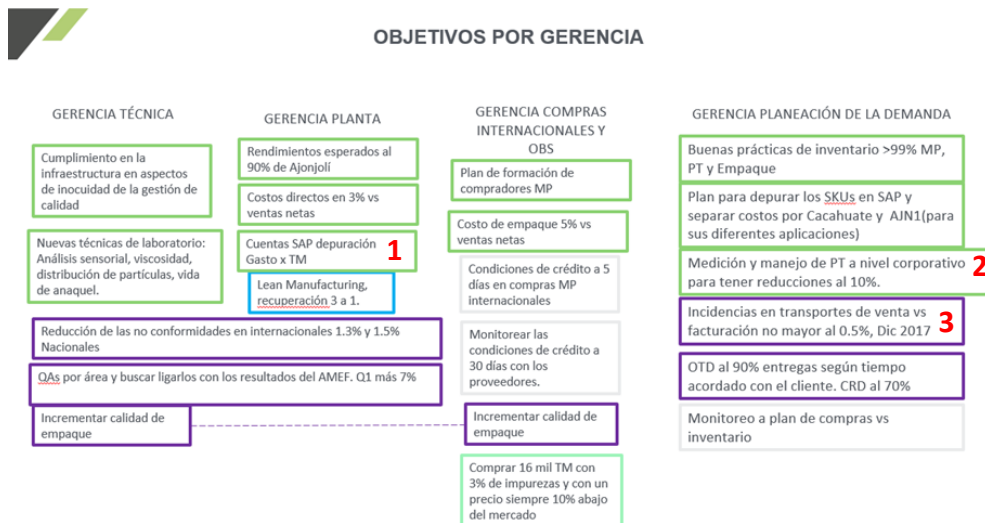 OBJETIVOS POR GERENCIA
GERENCIA TÉCNICA
Cumplimiento en la
infraestructura en aspectos
de inocuidad de la gestión de
calidad
Nuevas técnicas de laboratorio:
Análisis sensorial, viscosidad,
distribución de partículas, vida
de anaquel.
GERENCIA PLANTA
Rendimientos esperados al
90% de Ajonjolí
Costos directos en 3% vs
ventas netas
Cuentas SAP depuración
Gasto x TM
1
Lean Manufacturing,
recuperación 3 a 1.
Reducción de las no conformidades en internacionales 1.3% y 1.5%
Nacionales
QAs por área y buscar ligarlos con los resultados del AMEF. Q1 más 7%
Incrementar calidad de
empaque
GERENCIA COMPRAS
INTERNACIONALES Y
OBS
Plan de formación de
compradores MP
Costo de empaque 5% vs
ventas netas
Condiciones de crédito a 5
días en compras MP
internacionales
Monitorear las
condiciones de crédito a
30 días con los
proveedores.
Incrementar calidad de
empaque
Comprar 16 mil TM con
3% de impurezas y con un
precio siempre 10% abajo
del mercado
GERENCIA PLANEACIÓN DE LA DEMANDA
Buenas prácticas de inventario >99% MP,
PT y Empaque
Plan para depurar los SKUs en SAP y
separar costos por Cacahuate y  AJN1(para
sus diferentes aplicaciones)
Medición y manejo de PT a nivel corporativo
para tener reducciones al 10%.
2
Incidencias en transportes de venta vs
facturación no mayor al 0.5%, Dic 2017
3
OTD al 90% entregas según tiempo
acordado con el cliente. CRD al 70%
Monitoreo a plan de compras vs
inventario